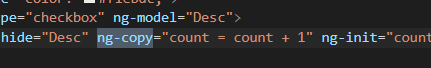 pe="checkbox" ng-model="Desc">
hide="Desc" ng-copy="count = count + 1" ng-init="count